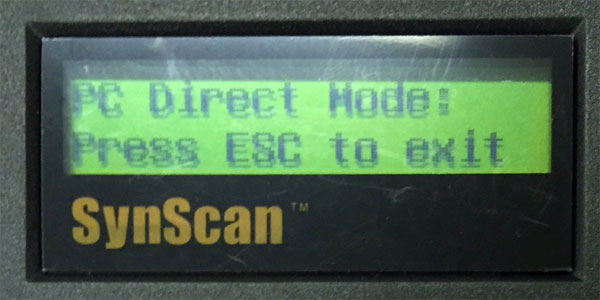 PC Direct Mode:
Press ESC to exit
SynScan™